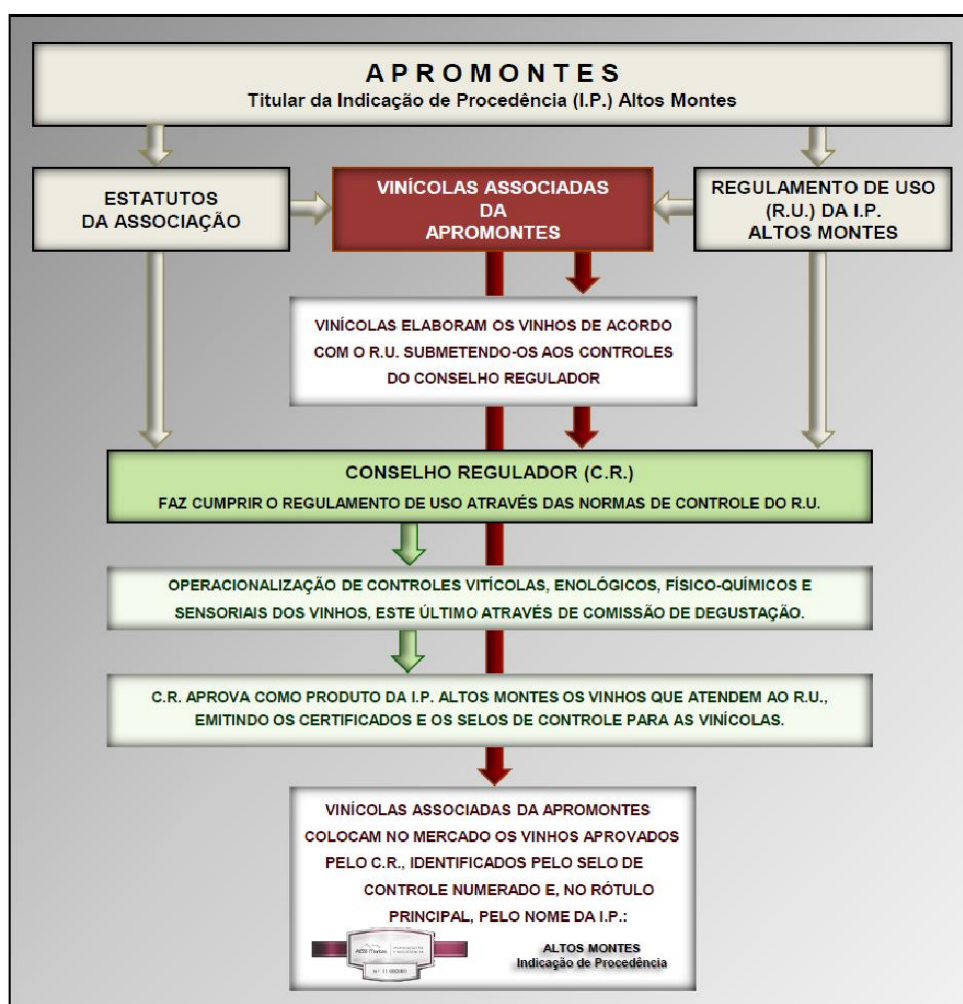 APROMONTES
Titular da Indicação de Procedência (I.P.) Altos Montes
ESTATUTOS
DA ASSOCIAÇÃO
VINÍCOLAS ASSOCIADAS
DA
APROMONTES
REGULAMENTO DE USO
(R.U.) DA I.P.
ALTOS MONTES
VINÍCOLAS ELABORAM OS VINHOS DE ACORDO
COM O R.U. SUBMETENDO-OS AOS CONTROLES
DO CONSELHO REGULADOR
CONSELHO REGULADOR (C.R.)
FAZ CUMPRIR O REGULAMENTO DE USO ATRAVÉS DAS NORMAS DE CONTROLE DO R.U.
OPERACIONALIZAÇÃO DE CONTROLES VITÍCOLAS, ENOLÓGICOS, FÍSICO-QUÍMICOS E
SENSORIAIS DOS VINHOS, ESTE ÚLTIMO ATRAVÉS DE COMISSÃO DE DEGUSTAÇÃO.
C.R. APROVA COMO PRODUTO DA I.P. ALTOS MONTES OS VINHOS QUE ATENDEM AO R.U.,
EMITINDO OS CERTIFICADOS E OS SELOS DE CONTROLE PARA AS VINÍCOLAS.
VINÍCOLAS ASSOCIADAS DA APROMONTES
COLOCAM NO MERCADO OS VINHOS APROVADOS
PELO C.R., IDENTIFICADOS PELO SELO DE
CONTROLE NUMERADO E, NO RÓTULO
PRINCIPAL, PELO NOME DA I.P.:
ALTOS MONTES
Indicação de Procedência